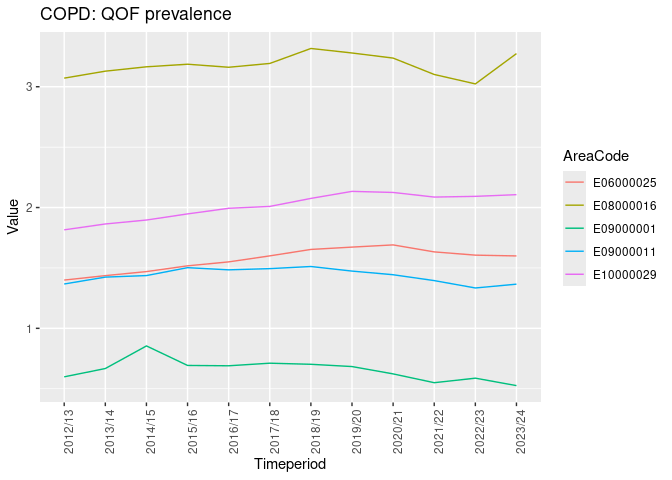 COPD: QOF prevalence
Value
3
2
1
2012/13
2013/14
2014/15
2015/16
2016/17
2017/18
2018/19
2019/20
2020/21
2021/22
2022/23
2023/24
Timeperiod
AreaCode
E06000025
E08000016
E09000001
E09000011
E10000029